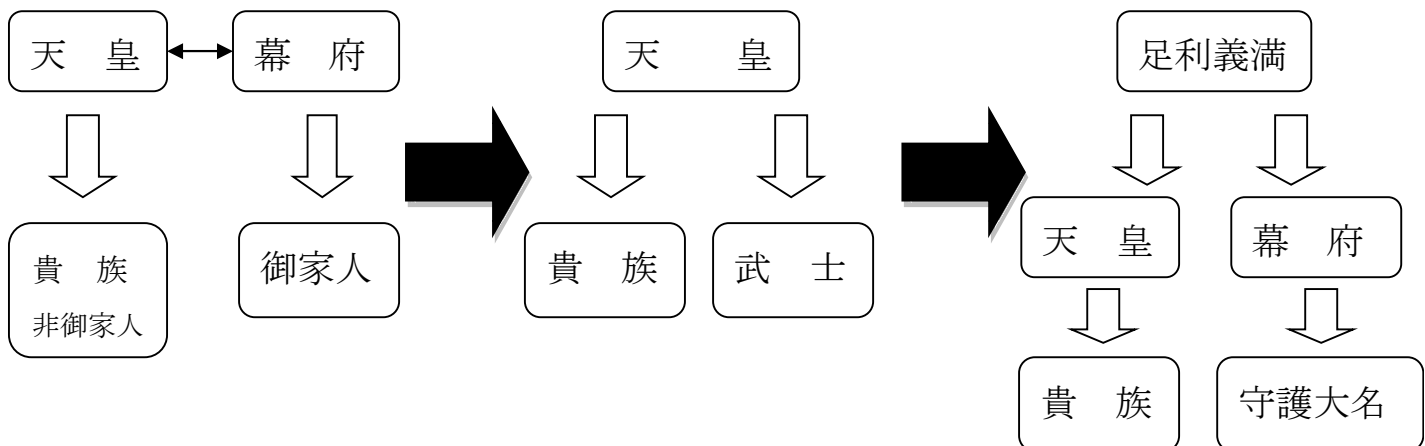 天　皇
幕　府
貴　族
非御家人
御家人
天　　皇
貴　族
武　士
足利義満
天　皇
幕　府
貴　族
守護大名